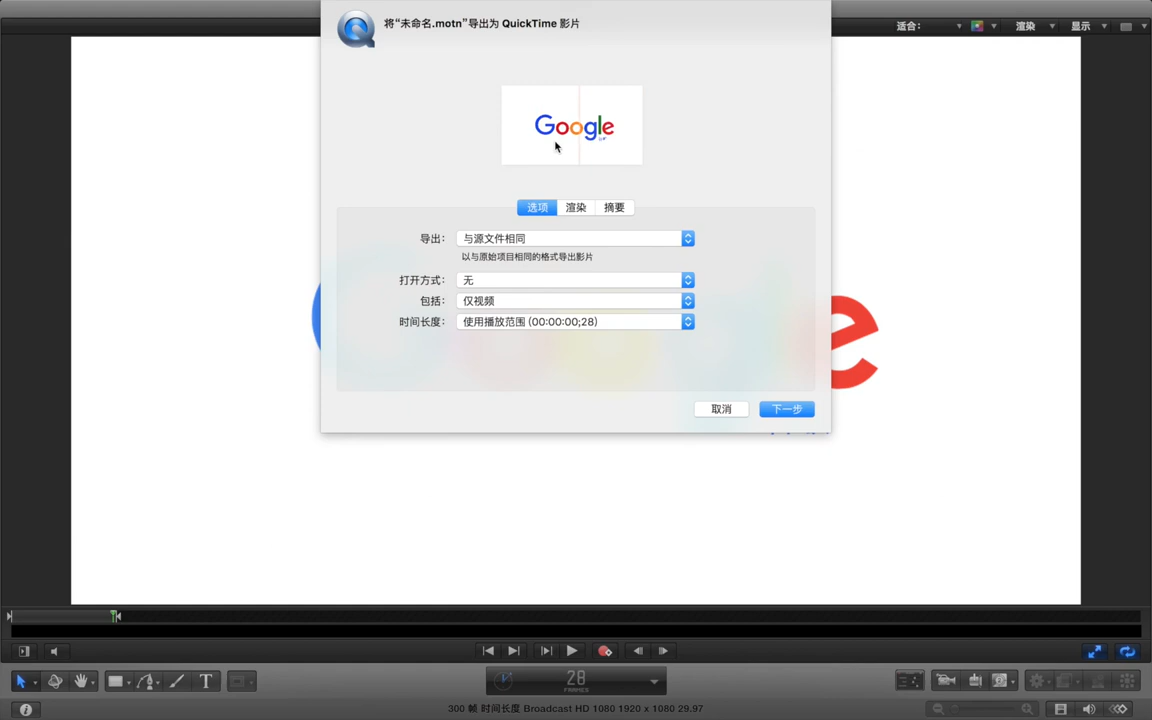 将“未命名.motn”导出为 QuickTime 影片
适合:
渲染
显示
Google
选项
渲染
摘要
导出:
与源文件相同
以与原始项目相同的格式导出影片
打开方式:
无
包括:
仅视频
时间长度:
使用播放范围 (00:00:00;28)
取消
下一步
e
28
FRAMES
300 帧 时间长度 Broadcast HD 1080 1920 x 1080 29.97